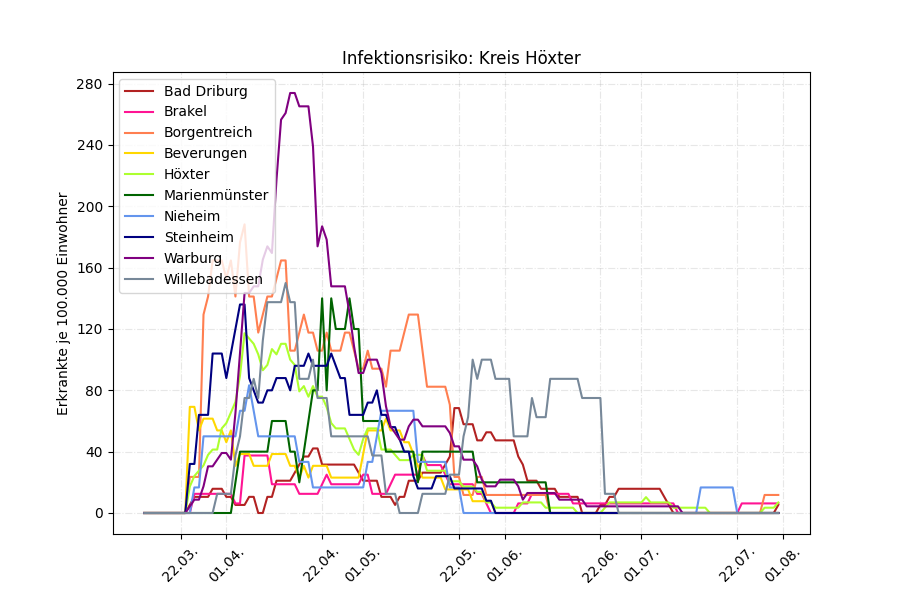 Infektionsrisiko: Kreis Höxter
Erkrankte je 100.000 Einwohner
280
240
200
160
120
80
40
0
Bad Driburg
Brakel
Borgentreich
Beverungen
Höxter
Marienmünster
Nieheim
Steinheim
Warburg
Willebadessen
22.03.
01.04.
22.04.
01.05.
22.05.
01.06.
22.06.
01.07.
22.07.
01.08.